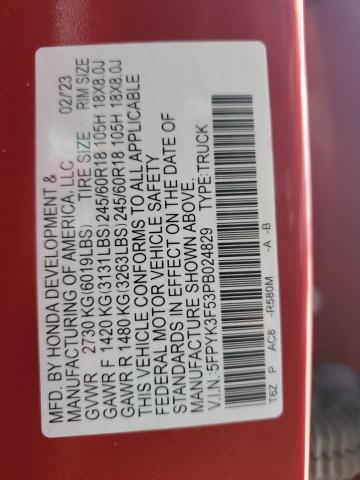 MFD. BY HONDA DEVELOPMENT &
MANUFACTURING OF AMERICA, LLC 02/23
GVWR 2730 KG(6019LBS) TIRE SIZE RIM SIZE
GAWR F 1420 KG(3131LBS)245/60R18 105H 18X8.0J
GAWR R 1480 KG(3263LBS)245/60R18 105H 18X8.0J
THIS VEHICLE CONFORMS TO ALL APPLICABLE
FEDERAL MOTOR VEHICLE SAFETY
STANDARDS IN EFFECT ON THE DATE OF
MANUFACTURE SHOWN ABOVE.
V.I.N.:5FPYK3F53PB024829 TYPE:TRUCK
T6Z P AC8 -R580M -A -B